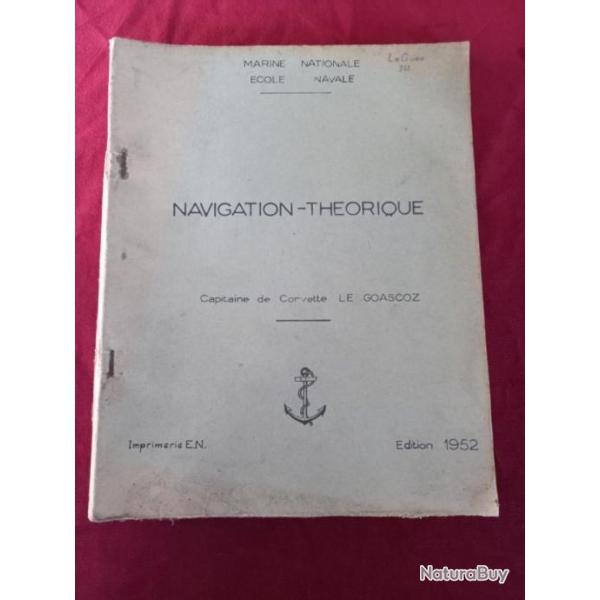 MARINE NATIONALE
ECOLE NAVALE
NAVIGATION-THEORIQUE
Capitaine de Corvette LE GOASCOZ
Imprimerie E.N.
Edition 1952
NaturaBuy